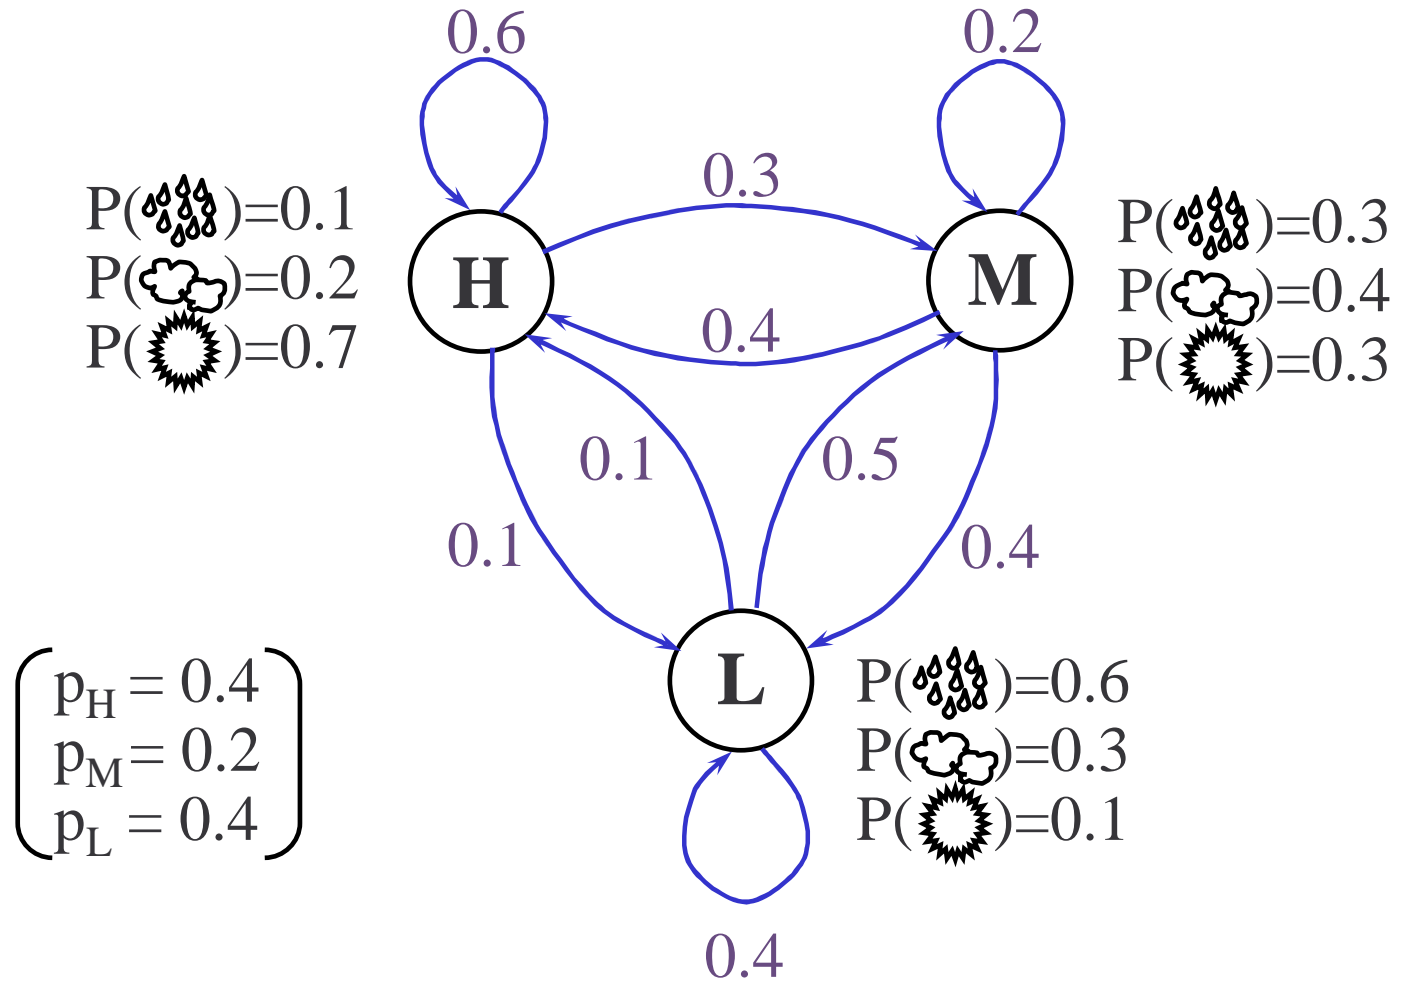 0.6
0.2
0.3
P( )=0.1
P( )=0.2
P( )=0.7
H
M
P( )=0.3
P( )=0.4
P( )=0.3
0.4
0.1
0.5
0.1
0.4
L
P( )=0.6
P( )=0.3
P( )=0.1
pH = 0.4
pM = 0.2
pL = 0.4
0.4